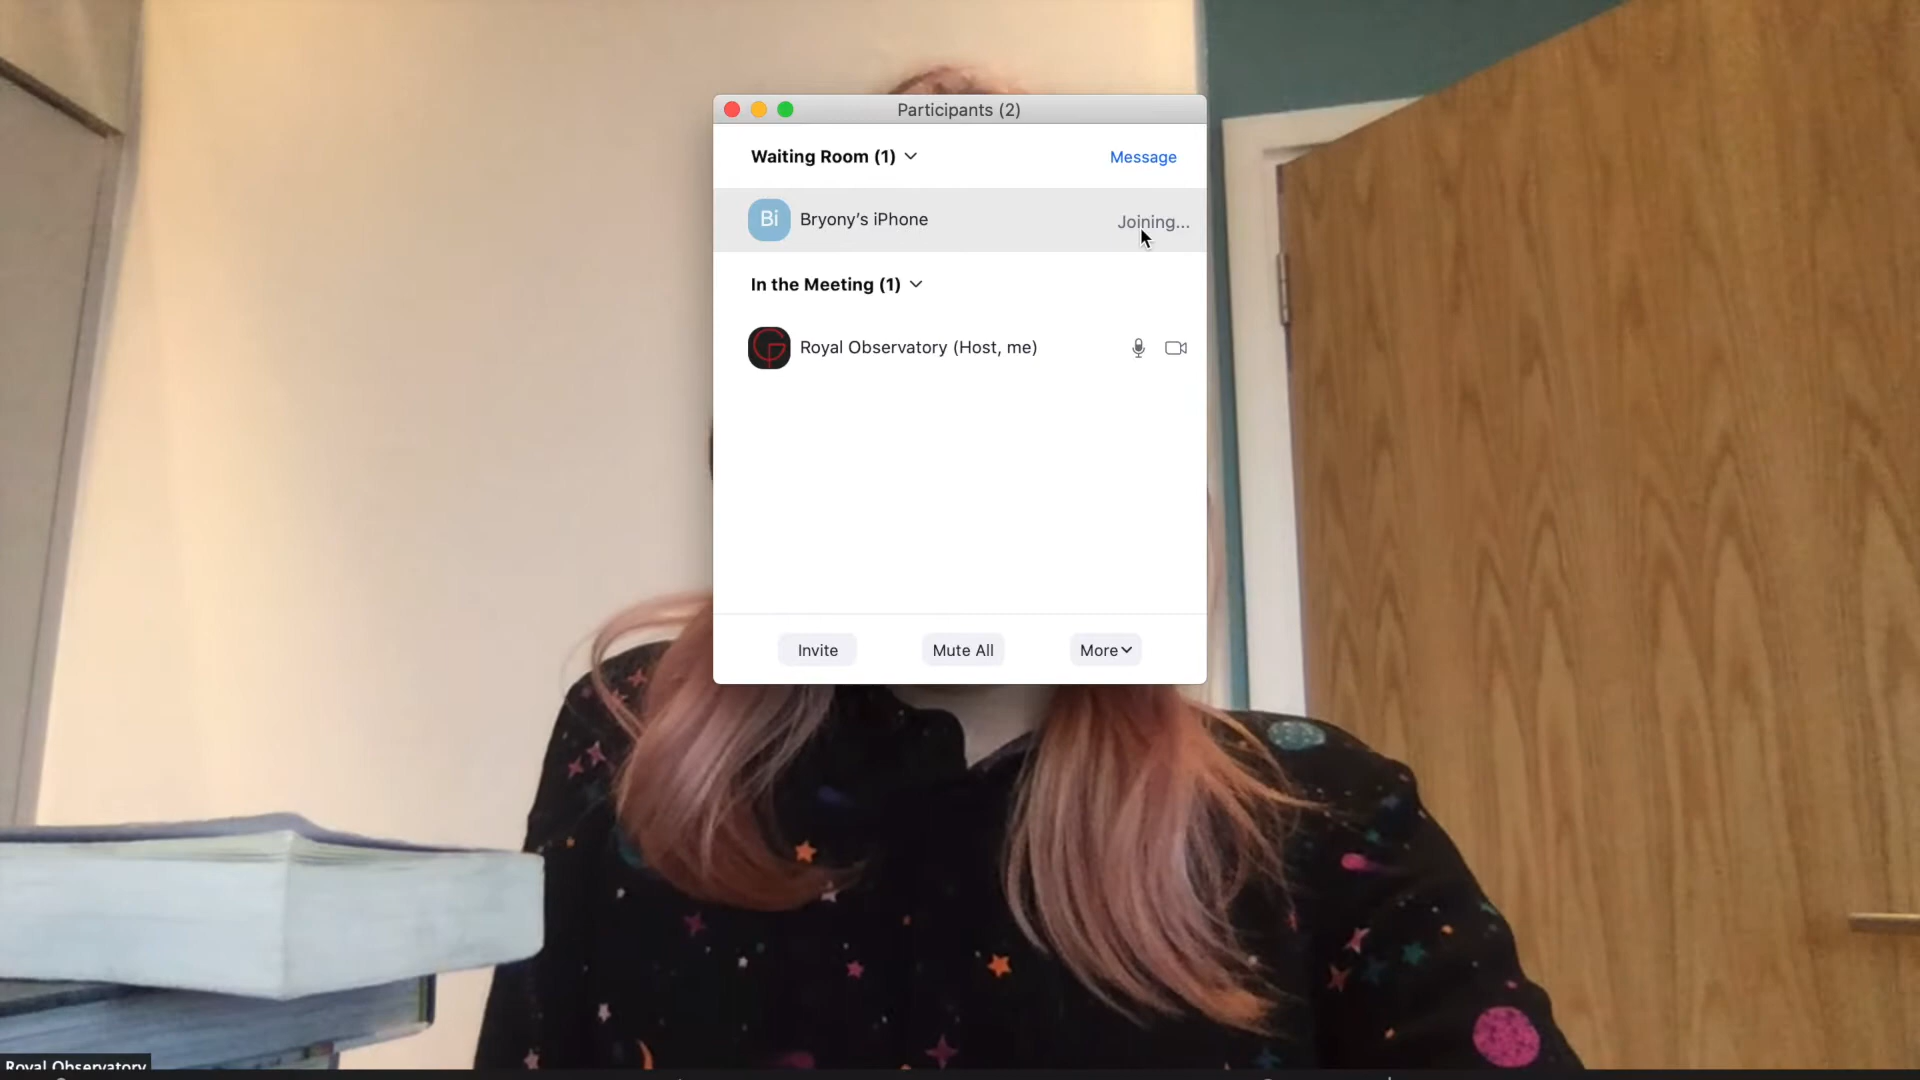 Participants (2)
Waiting Room (1)
Message
Bi
Bryony’s iPhone
Joining...
In the Meeting (1)
Royal Observatory (Host, me)
Invite
Mute All
More
Royal Observatory